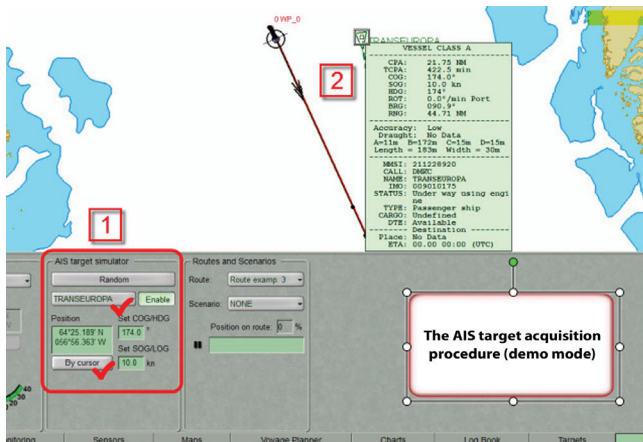 0 WP_0
TRANSEUROPA
VESSEL CLASS A
CPA: 21.75 NM
TCPA: 422.5 min
COG: 174.0°
SOG: 10.0 kn
HDG: 174°
ROT: 0.0°/min Port
BRG: 090.9°
RNG: 44.71 NM
Accuracy: Low
Draught: No Data
A=11m B=172m C=15m D=15m
Length = 183m Width = 30m
MMSI: 211228920
CALL: DMKC
NAME: TRANSEUROPA
IMO: 009010175
STATUS: Under way using engi
ne
TYPE: Passenger ship
CARGO: Undefined
DTE: Available
Destination
Place: No Data
ETA: 00.00 00:00 (UTC)
2
1
AIS target simulator
Random
TRANSEUROPA
Enable
Position
Set COG/HDG
64°25.189' N
056°56.363' W
174.0 °
Set SOG/LOG
By cursor
10.0 kn
Routes and Scenarios
Route: Route examp. 3
Scenario: NONE
Position on route: 0 %
The AIS target acquisition
procedure (demo mode)
40
30
20
Sensors
Maps
Voyage Planner
Charts
Log Book
Targets